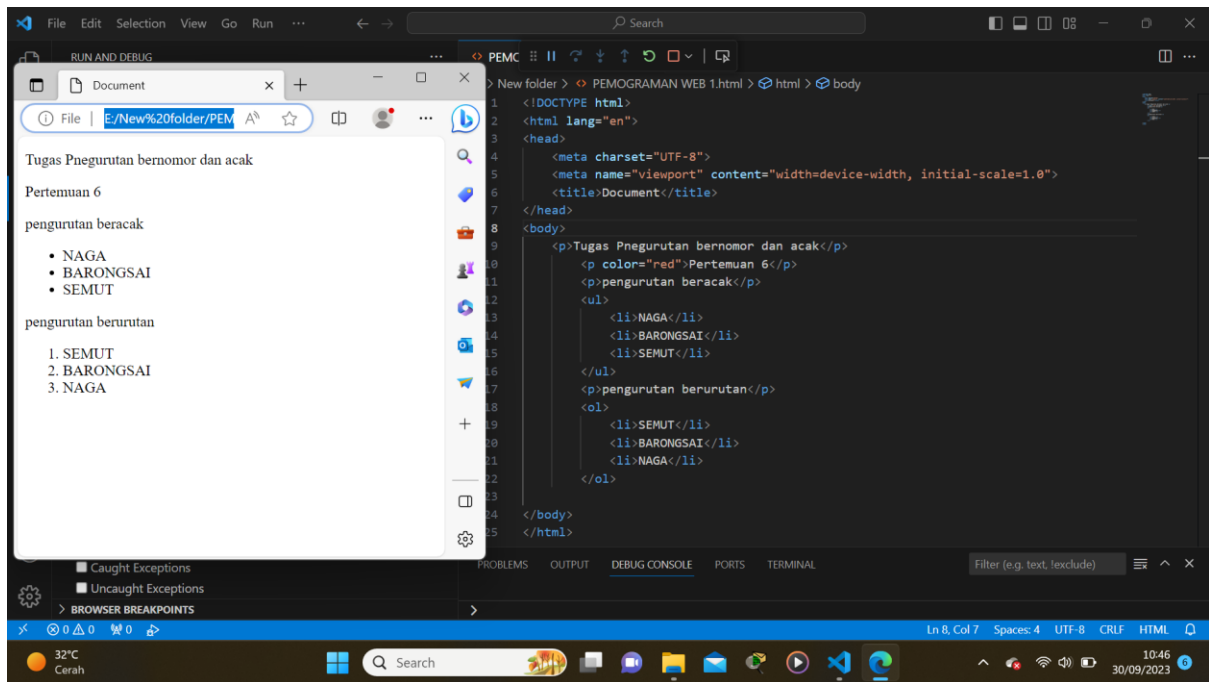 File Edit Selection View Go Run ··· Search
RUN AND DEBUG ···
PEMC
Document
File | E:/New%20folder/PEM
Tugas Pnegurutan bernomor dan acak
Pertemuan 6
pengurutan beracak
• NAGA
• BARONGSAI
• SEMUT
pengurutan berurutan
1. SEMUT
2. BARONGSAI
3. NAGA
> New folder > PEMOGRAMAN WEB 1.html > html > body
1 <!DOCTYPE html>
2 <html lang="en">
3 <head>
4 <meta charset="UTF-8">
5 <meta name="viewport" content="width=device-width, initial-scale=1.0">
6 <title>Document</title>
7 </head>
8 <body>
9 <p>Tugas Pnegurutan bernomor dan acak</p>
10 <p color="red">Pertemuan 6</p>
11 <p>pengurutan beracak</p>
12 <ul>
13 <li>NAGA</li>
14 <li>BARONGSAI</li>
15 <li>SEMUT</li>
16 </ul>
17 <p>pengurutan berurutan</p>
18 <ol>
19 <li>SEMUT</li>
20 <li>BARONGSAI</li>
21 <li>NAGA</li>
22 </ol>
23
24 </body>
25 </html>
Caught Exceptions
Uncaught Exceptions
> BROWSER BREAKPOINTS
PROBLEMS OUTPUT DEBUG CONSOLE PORTS TERMINAL Filter (e.g. text, !exclude)
>
0 0 0 Ln 8, Col 7 Spaces: 4 UTF-8 CRLF HTML
32°C
Cerah
Search
10:46
30/09/2023 6